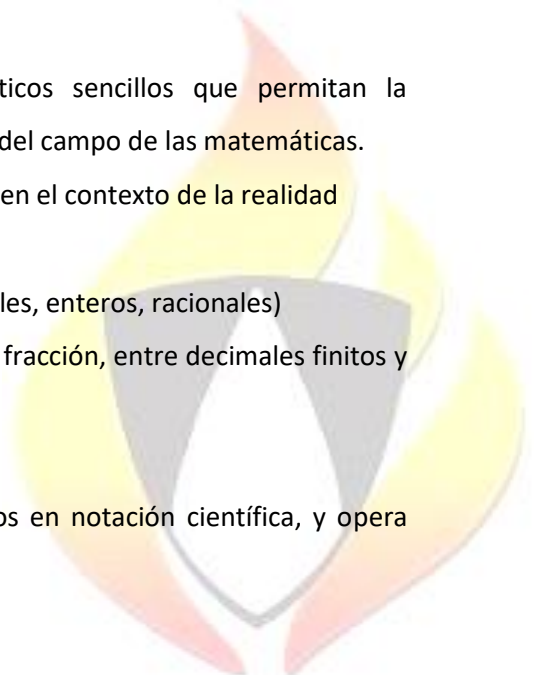 ticos sencillos que permitan la
del campo de las matemáticas.
en el contexto de la realidad
les, enteros, racionales)
fracción, entre decimales finitos y
os en notación científica, y opera